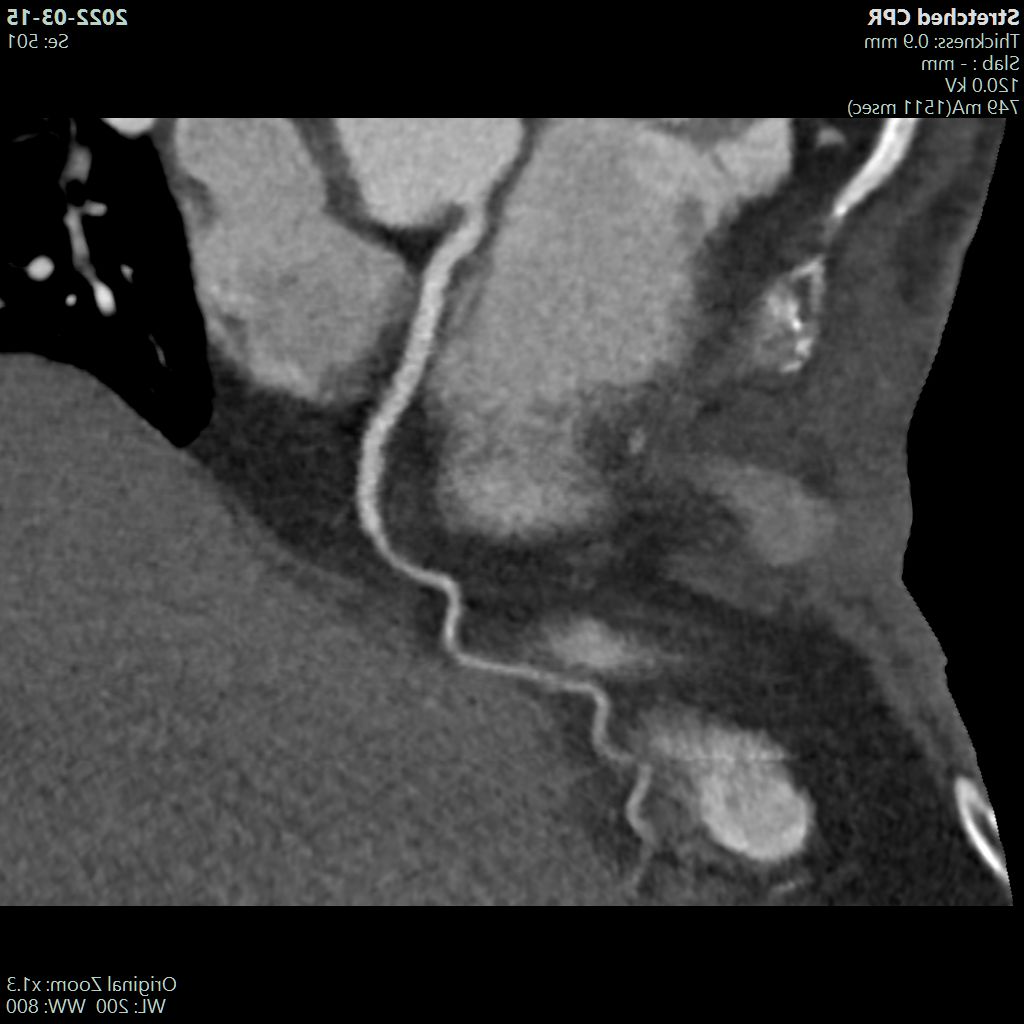 Stretched CPR
Thickness: 0.9 mm
Slab : - mm
120.0 kV
749 mA(1511 msec)
2022-03-15
Se: 501
Original Zoom: x1.3
WL: 200 WW: 800